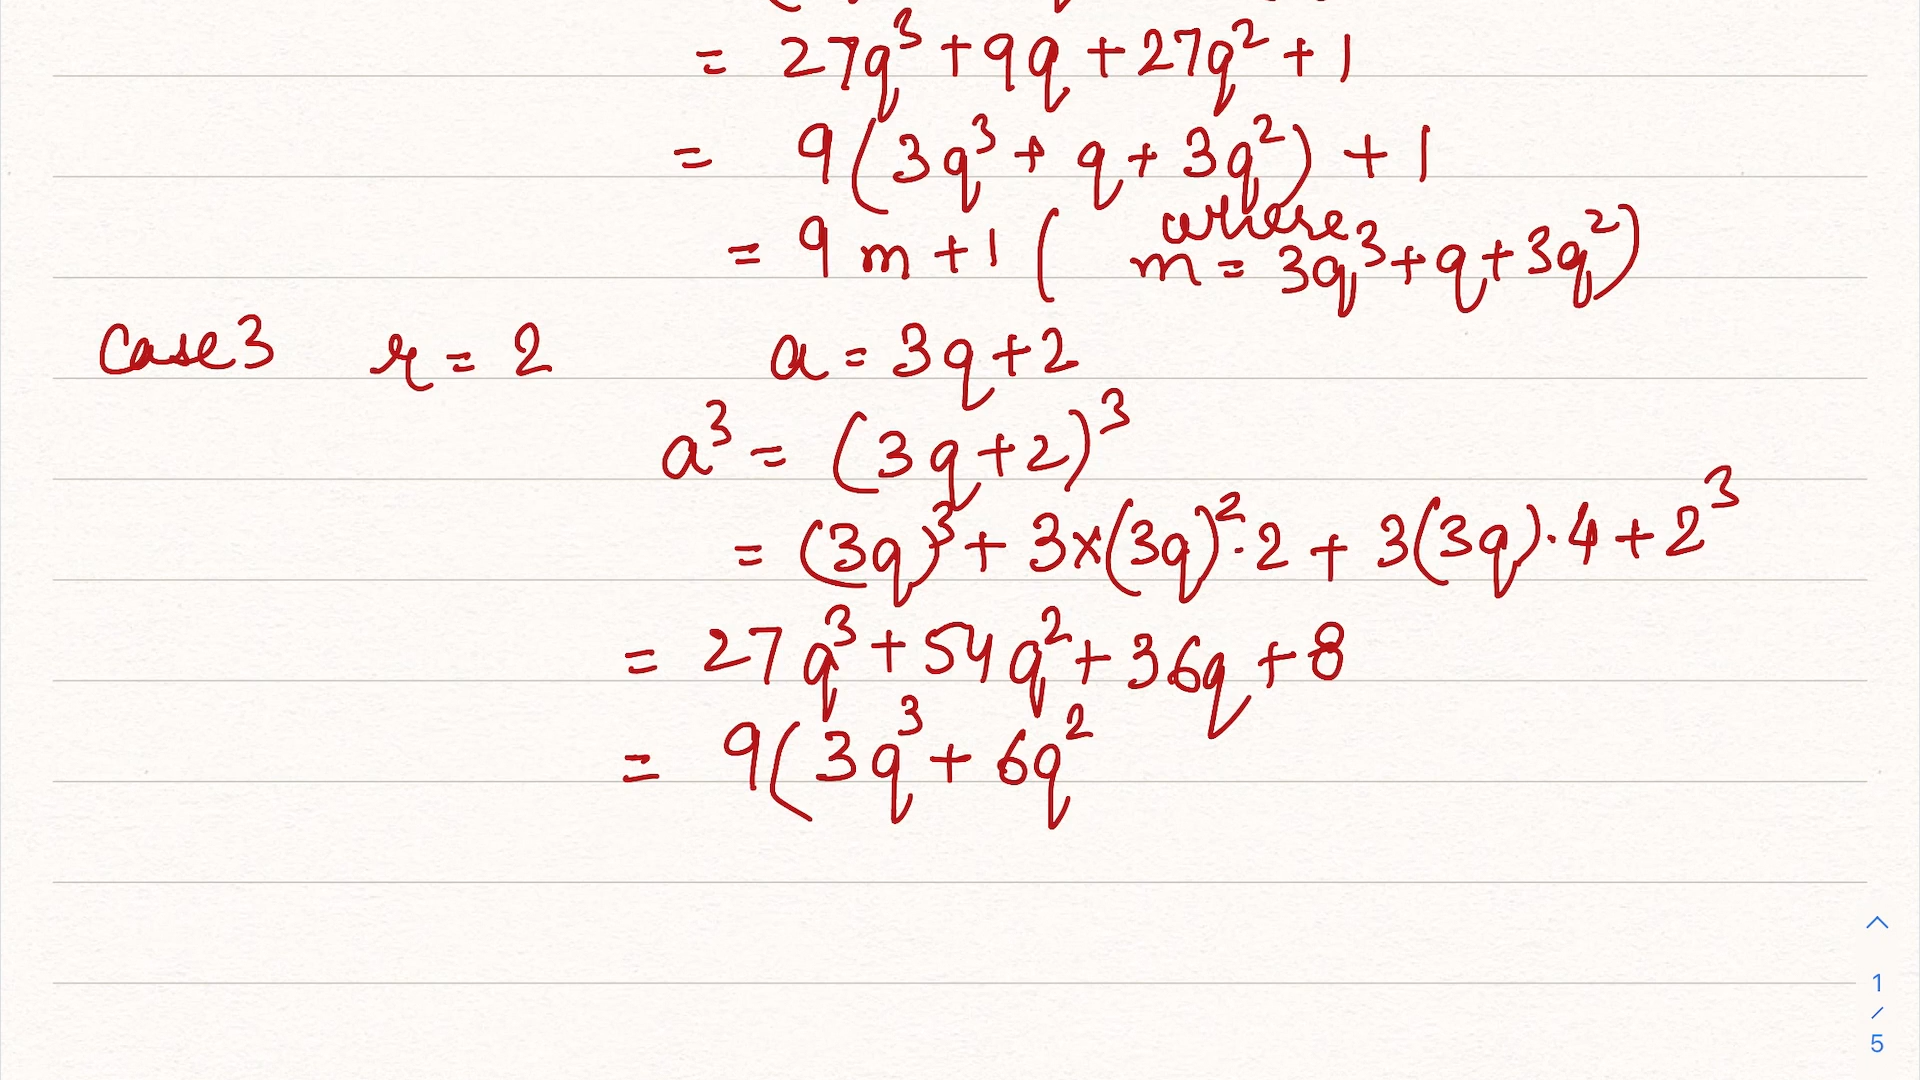 = 27q³ + 9q + 27q² + 1
= 9(3q³ + q + 3q²) + 1
= 9m + 1 ( where m = 3q³ + q + 3q²)
Case 3 r = 2 a = 3q + 2
a³ = (3q + 2)³
= (3q)³ + 3×(3q)²·2 + 3(3q)·4 + 2³
= 27q³ + 54q² + 36q + 8
= 9(3q³ + 6q²
1
/
5